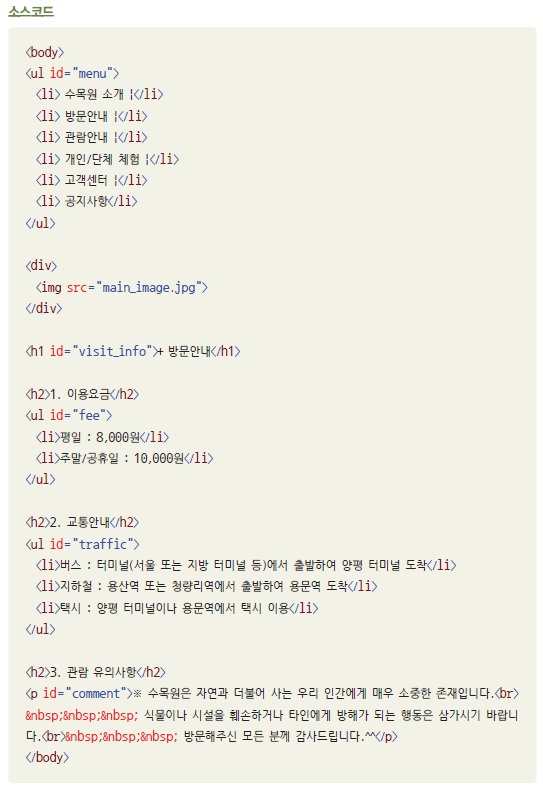 소스코드
<body>
<ul id="menu">
<li> 수목원 소개 |</li>
<li> 방문안내 |</li>
<li> 관람안내 |</li>
<li> 개인/단체 체험 |</li>
<li> 고객센터 |</li>
<li> 공지사항</li>
</ul>
<div>
<img src="main_image.jpg">
</div>
<h1 id="visit_info">+ 방문안내</h1>
<h2>1. 이용요금</h2>
<ul id="fee">
<li>평일 : 8,000원</li>
<li>주말/공휴일 : 10,000원</li>
</ul>
<h2>2. 교통안내</h2>
<ul id="traffic">
<li>버스 : 터미널(서울 또는 지방 터미널 등)에서 출발하여 양평 터미널 도착</li>
<li>지하철 : 용산역 또는 청량리역에서 출발하여 용문역 도착</li>
<li>택시 : 양평 터미널이나 용문역에서 택시 이용</li>
</ul>
<h2>3. 관람 유의사항</h2>
<p id="comment">※ 수목원은 자연과 더불어 사는 우리 인간에게 매우 소중한 존재입니다.<br>
&nbsp;&nbsp;&nbsp; 식물이나 시설을 훼손하거나 타인에게 방해가 되는 행동은 삼가시기 바랍니
다.<br>&nbsp;&nbsp;&nbsp; 방문해주신 모든 분께 감사드립니다.^^</p>
</body>